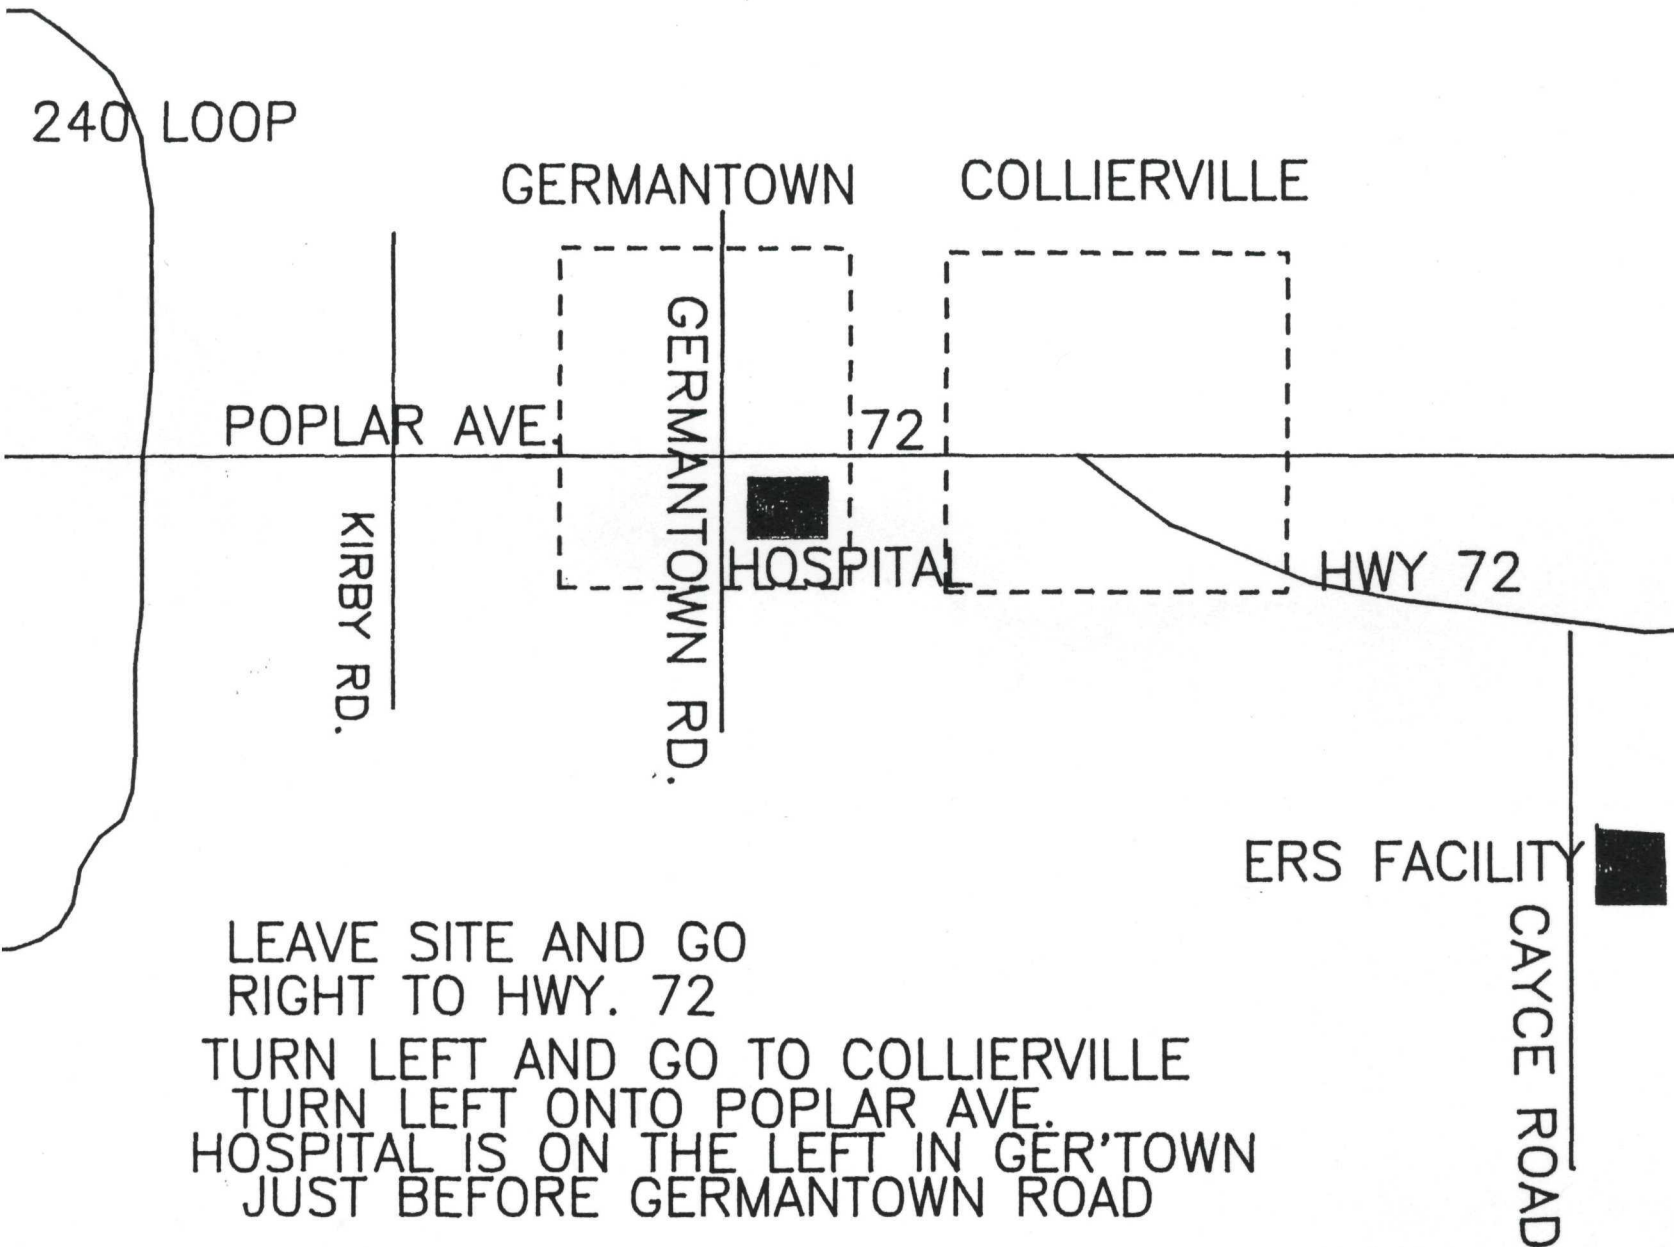 240 LOOP
GERMANTOWN
COLLIERVILLE
GERMANTOWN RD.
POPLAR AVE.
72
KIRBY RD.
HOSPITAL
HWY 72
ERS FACILITY
CAYCE ROAD
LEAVE SITE AND GO
RIGHT TO HWY. 72
TURN LEFT AND GO TO COLLIERVILLE
TURN LEFT ONTO POPLAR AVE.
HOSPITAL IS ON THE LEFT IN GER'TOWN
JUST BEFORE GERMANTOWN ROAD